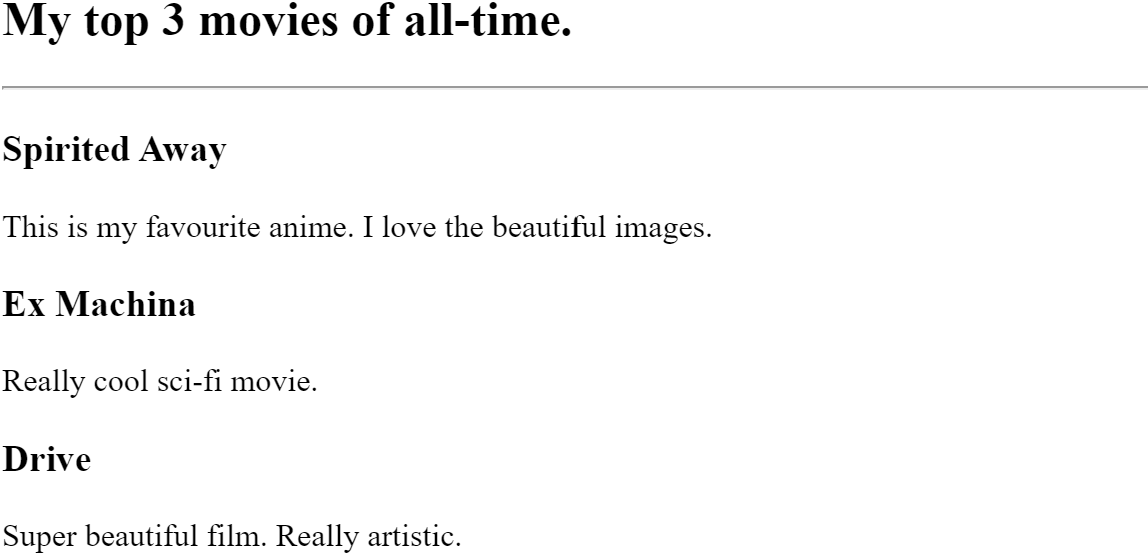 My top 3 movies of all-time.
Spirited Away
This is my favourite anime. I love the beautiful images.
Ex Machina
Really cool sci-fi movie.
Drive
Super beautiful film. Really artistic.